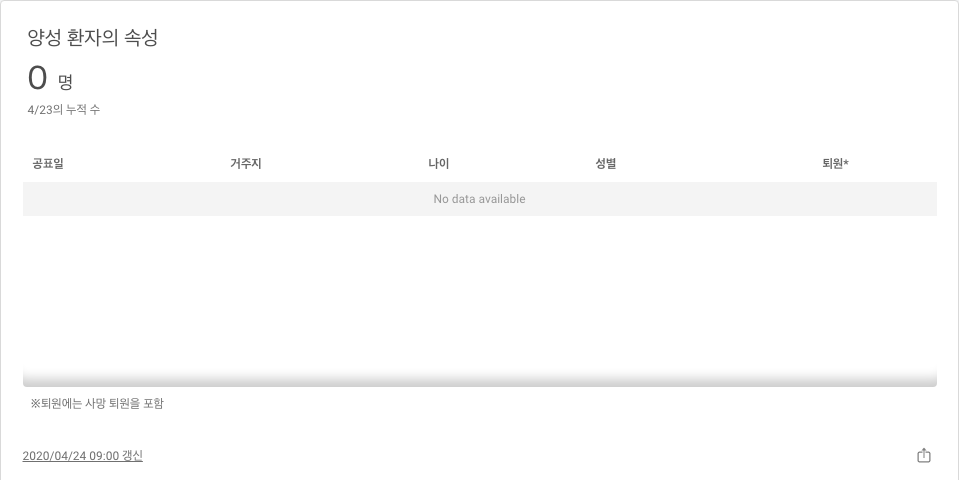 양성 환자의 속성
0 명
4/23의 누적 수
공표일 거주지 나이 성별 퇴원*
No data available
※퇴원에는 사망 퇴원을 포함
2020/04/24 09:00 갱신